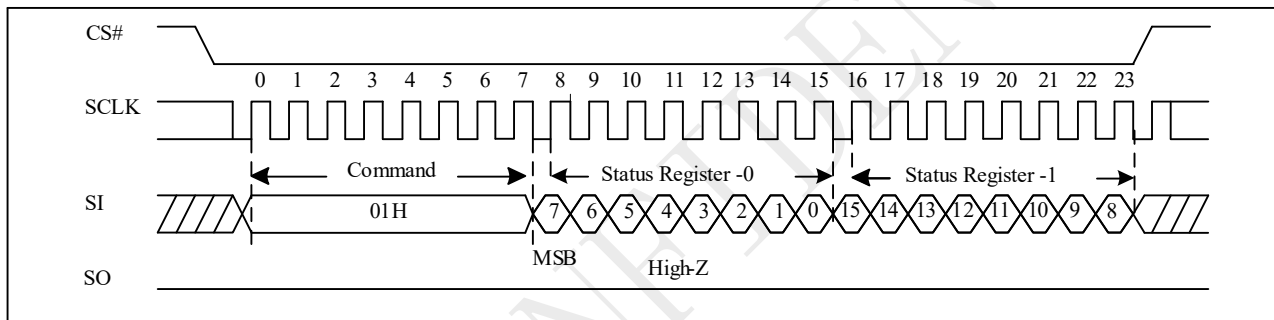 CS#
0 1 2 3 4 5 6 7 8 9 10 11 12 13 14 15 16 17 18 19 20 21 22 23
SCLK
Command Status Register -0 Status Register -1
SI 01H 7 6 5 4 3 2 1 0 15 14 13 12 11 10 9 8
MSB High-Z
SO
NFIDEN